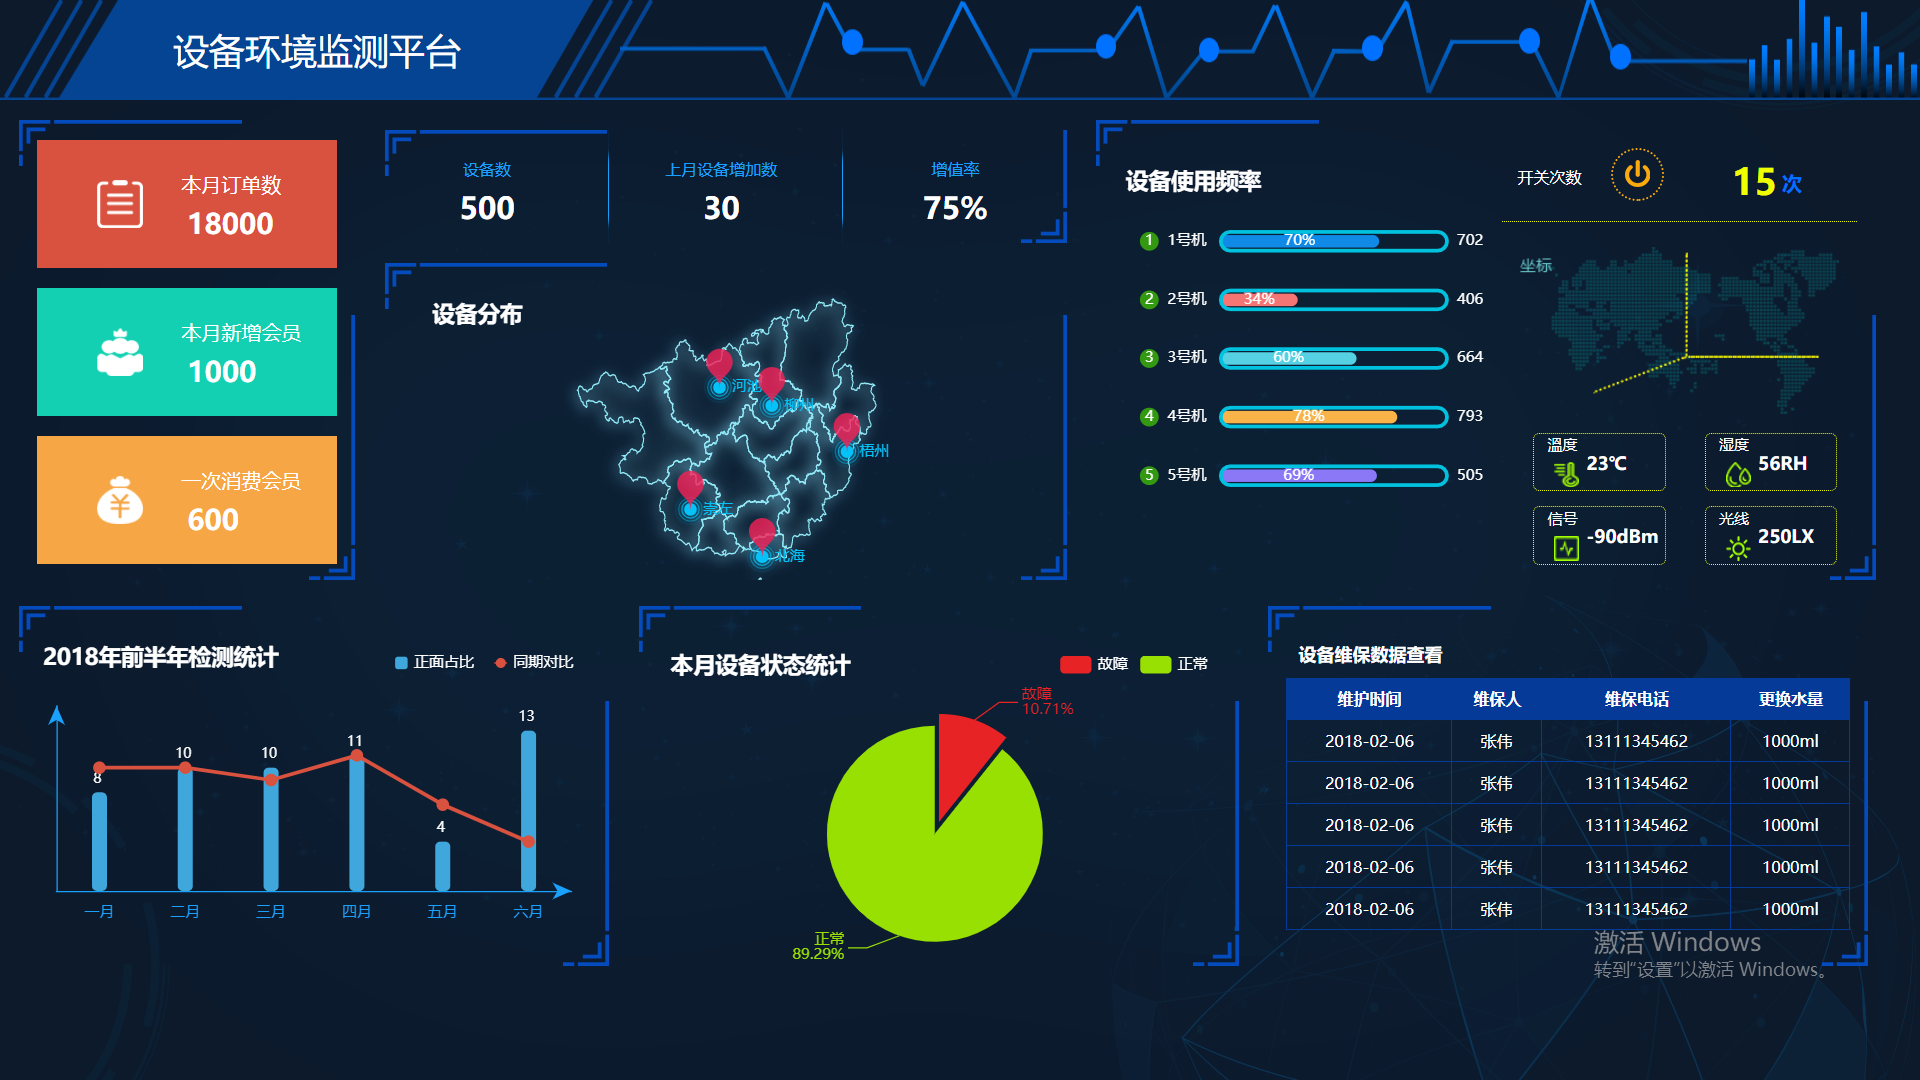 设备环境监测平台
本月订单数
18000
本月新增会员
1000
一次消费会员
600
设备数
500
上月设备增加数
30
增值率
75%
设备分布
河池
柳州
梧州
崇左
北海
设备使用频率
1 1号机 70% 702
2 2号机 34% 406
3 3号机 60% 664
4 4号机 78% 793
5 5号机 69% 505
开关次数 15 次
坐标
温度
23℃
湿度
56RH
信号
-90dBm
光线
250LX
2018年前半年检测统计
正面占比 同期对比
8 10 10 11 4 13
一月 二月 三月 四月 五月 六月
本月设备状态统计
故障 正常
故障
10.71%
正常
89.29%
设备维保数据查看
维护时间 维保人 维保电话 更换水量
2018-02-06 张伟 13111345462 1000ml
2018-02-06 张伟 13111345462 1000ml
2018-02-06 张伟 13111345462 1000ml
2018-02-06 张伟 13111345462 1000ml
2018-02-06 张伟 13111345462 1000ml
激活 Windows
转到“设置”以激活 Windows。